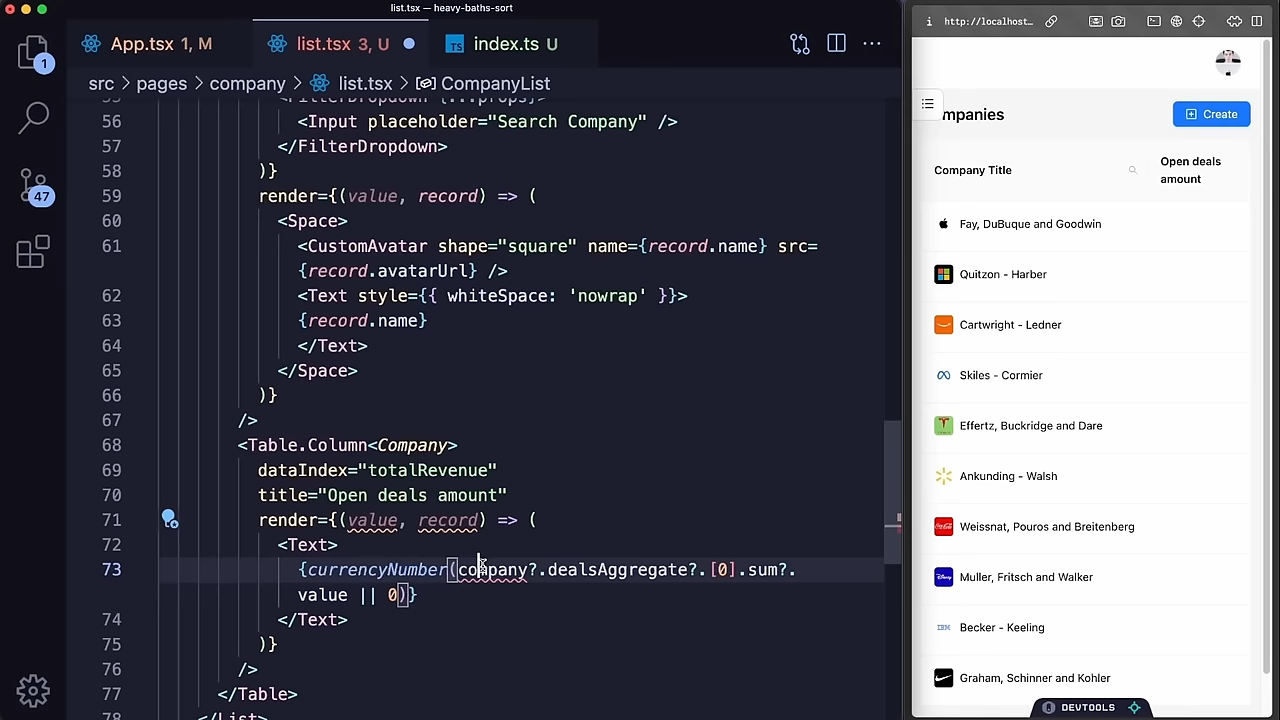 list.tsx — heavy-baths-sort
App.tsx 1, M
list.tsx 3, U
index.ts U
src > pages > company > list.tsx > CompanyList
1
47
<FilterDropdown {...props}>
56 <Input placeholder="Search Company" />
57 </FilterDropdown>
58 )}
59 render={(value, record) => (
60 <Space>
61 <CustomAvatar shape="square" name={record.name} src=
{record.avatarUrl} />
62 <Text style={{ whiteSpace: 'nowrap' }}>
63 {record.name}
64 </Text>
65 </Space>
66 )}
67 />
68 <Table.Column<Company>
69 dataIndex="totalRevenue"
70 title="Open deals amount"
71 render={(value, record) => (
72 <Text>
73 {currencyNumber(company?.dealsAggregate?.[0].sum?.
value || 0)}
74 </Text>
75 )}
76 />
77 </Table>
78 </List>
http://localhost…
mpanies
Create
Company Title
Open deals
amount
Fay, DuBuque and Goodwin
Quitzon - Harber
Cartwright - Ledner
Skiles - Cormier
Effertz, Buckridge and Dare
Ankunding - Walsh
Weissnat, Pouros and Breitenberg
Muller, Fritsch and Walker
IBM
Becker - Keeling
Graham, Schinner and Kohler
DEVTOOLS